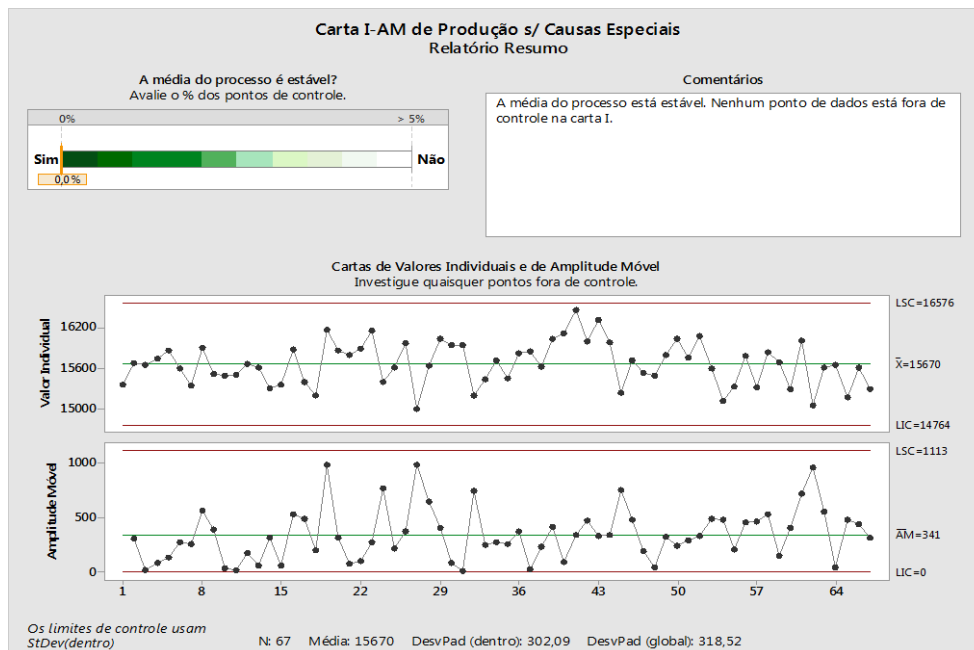 Carta I-AM de Produção s/ Causas Especiais
Relatório Resumo
A média do processo é estável?
Avalie o % dos pontos de controle.
0%
> 5%
Sim
Não
0,0%
Comentários
A média do processo está estável. Nenhum ponto de dados está fora de
controle na carta I.
Cartas de Valores Individuais e de Amplitude Móvel
Investigue quaisquer pontos fora de controle.
Valor Individual
16200
15600
15000
LSC=16576
X̄=15670
LIC=14764
Amplitude Móvel
1000
500
0
LSC=1113
A̅M̅=341
LIC=0
1 8 15 22 29 36 43 50 57 64
Os limites de controle usam
StDev(dentro)
N: 67 Média: 15670 DesvPad (dentro): 302,09 DesvPad (global): 318,52